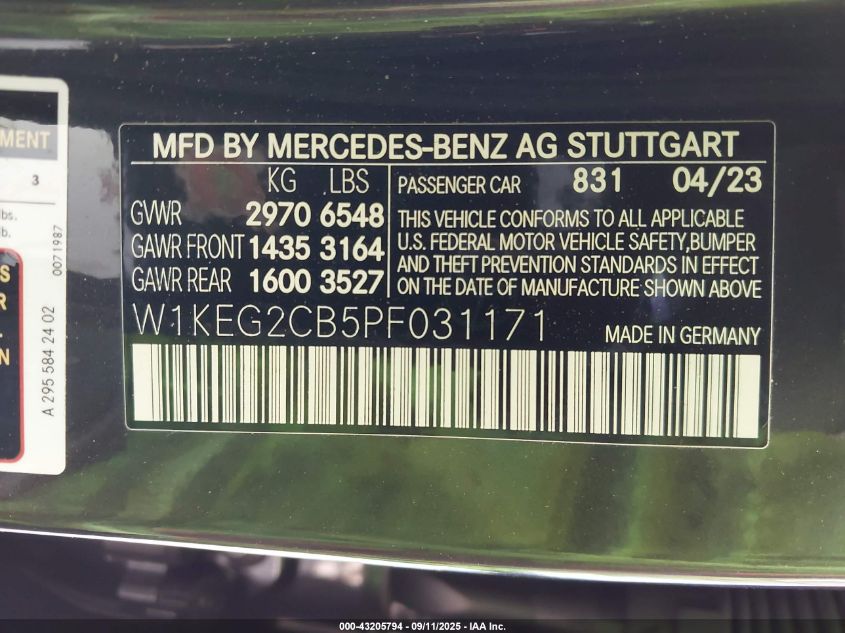 MENT
3
bs.
lb.
S
R
L.
N
A 295 584 24 02
0071987
MFD BY MERCEDES-BENZ AG STUTTGART
KG LBS
GVWR 2970 6548
GAWR FRONT 1435 3164
GAWR REAR 1600 3527
PASSENGER CAR 831 04/23
THIS VEHICLE CONFORMS TO ALL APPLICABLE
U.S. FEDERAL MOTOR VEHICLE SAFETY,BUMPER
AND THEFT PREVENTION STANDARDS IN EFFECT
ON THE DATE OF MANUFACTURE SHOWN ABOVE
W1KEG2CB5PF031171 MADE IN GERMANY
000-43205794 - 09/11/2025 - IAA Inc.